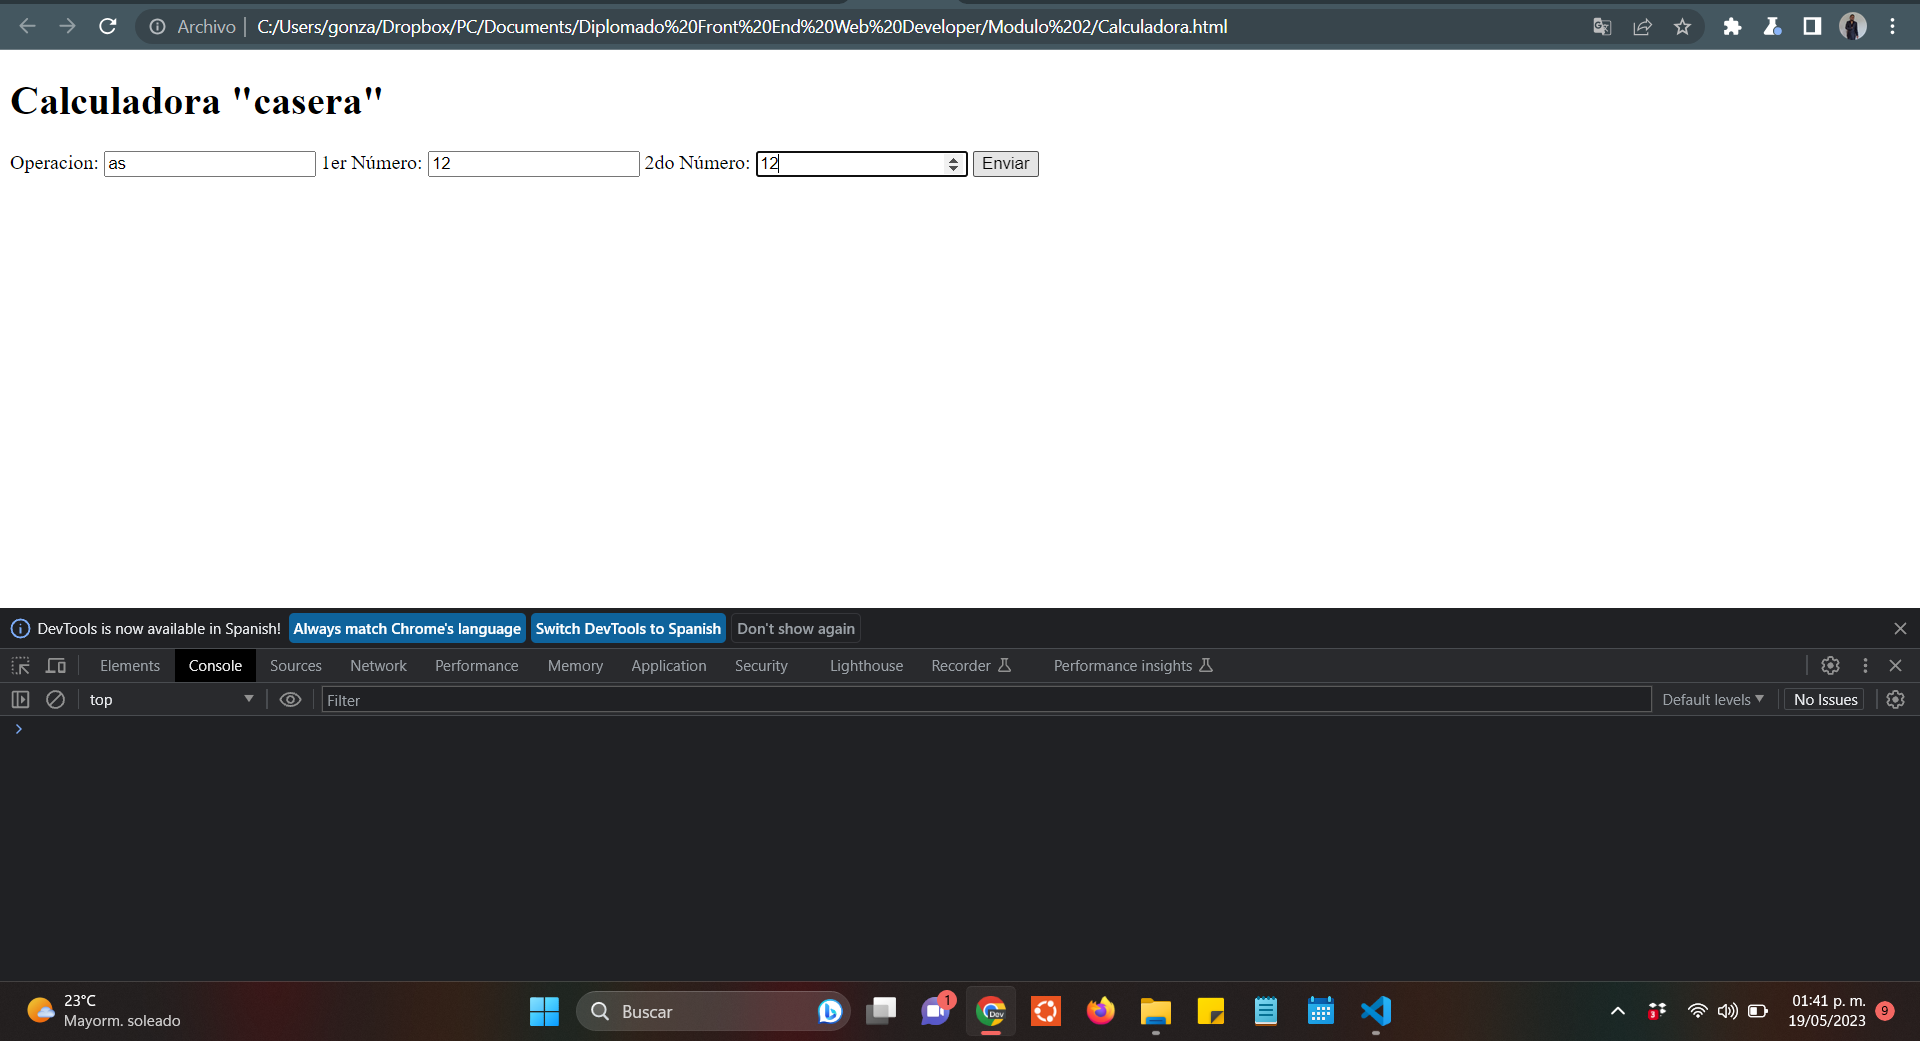 Archivo C:/Users/gonza/Dropbox/PC/Documents/Diplomado%20Front%20End%20Web%20Developer/Modulo%202/Calculadora.html
Calculadora "casera"
Operacion: as 1er Número: 12 2do Número: 12 Enviar
DevTools is now available in Spanish! Always match Chrome's language Switch DevTools to Spanish Don't show again
Elements Console Sources Network Performance Memory Application Security Lighthouse Recorder Performance insights
top Filter Default levels No Issues
23°C
Mayorm. soleado
Buscar
1
Dev
3
01:41 p. m.
19/05/2023
9